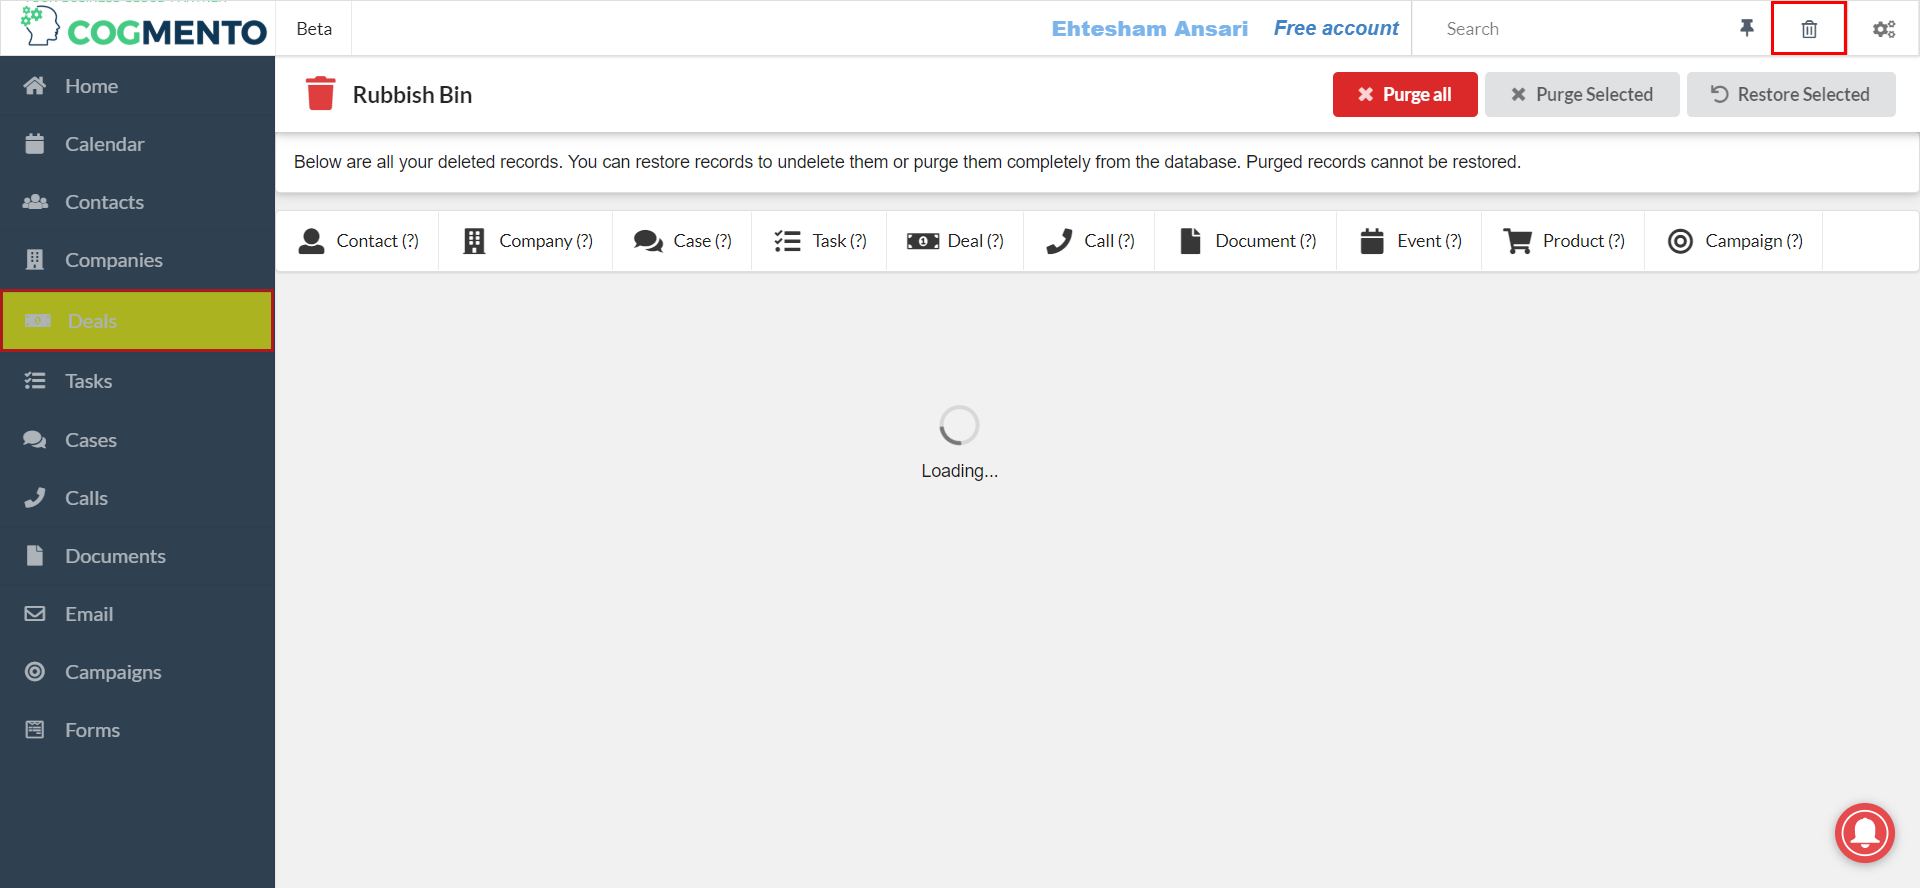 COGMENTO
Beta
Ehtesham Ansari
Free account
Search
Home
Calendar
Contacts
Companies
Deals
Tasks
Cases
Calls
Documents
Email
Campaigns
Forms
Rubbish Bin
Purge all
Purge Selected
Restore Selected
Below are all your deleted records. You can restore records to undelete them or purge them completely from the database. Purged records cannot be restored.
Contact (?)
Company (?)
Case (?)
Task (?)
Deal (?)
Call (?)
Document (?)
Event (?)
Product (?)
Campaign (?)
Loading...